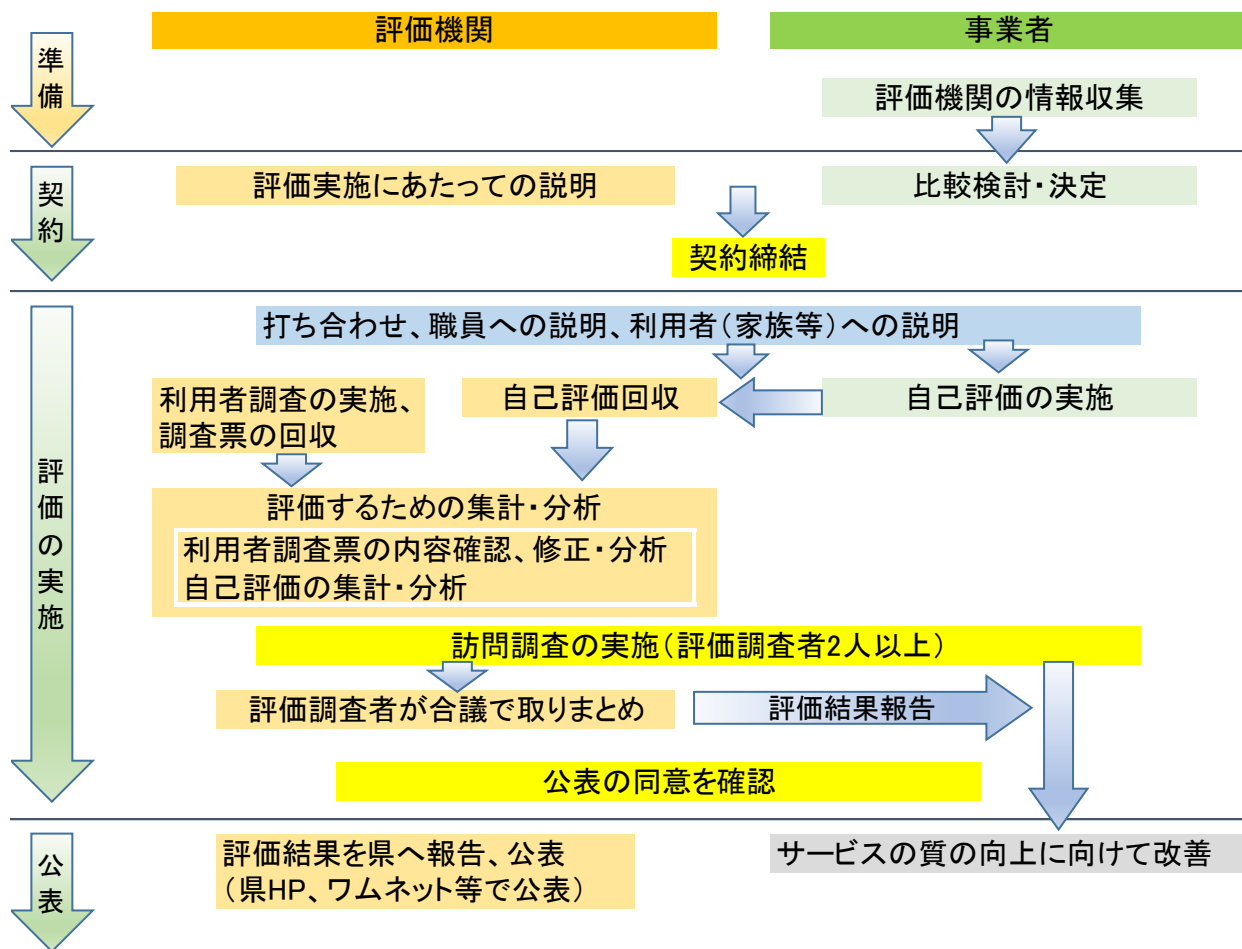 評価機関
事業者
準備
評価機関の情報収集
契約
評価実施にあたっての説明
比較検討・決定
契約締結
評価の実施
打ち合わせ、職員への説明、利用者（家族等）への説明
利用者調査の実施、
調査票の回収
自己評価回収
自己評価の実施
評価するための集計・分析
利用者調査票の内容確認、修正・分析
自己評価の集計・分析
訪問調査の実施（評価調査者2人以上）
評価調査者が合議で取りまとめ
評価結果報告
公表の同意を確認
公表
評価結果を県へ報告、公表
（県HP、ワムネット等で公表）
サービスの質の向上に向けて改善